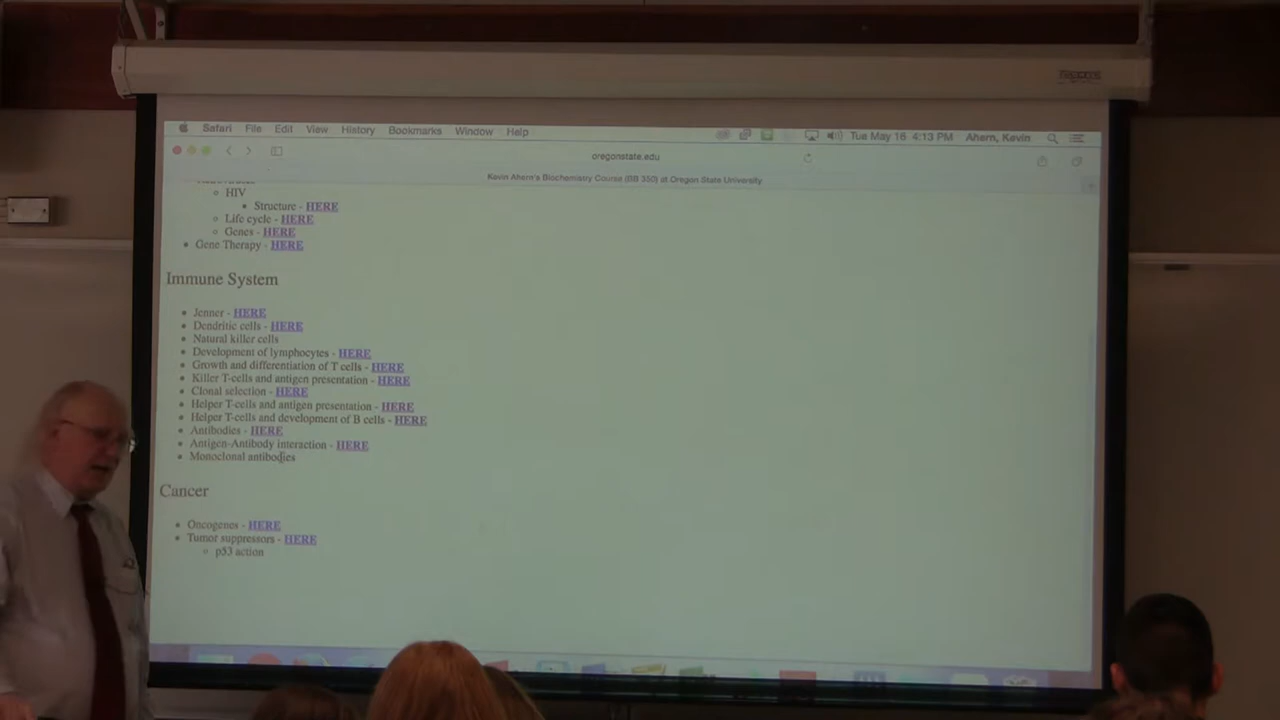 Safari File Edit View History Bookmarks Window Help Tue May 16 4:13 PM Ahern, Kevin
oregonstate.edu
Kevin Ahern's Biochemistry Course (BB 350) at Oregon State University
HIV
Structure - HERE
Life cycle - HERE
Genes - HERE
Gene Therapy - HERE
Immune System
Jenner - HERE
Dendritic cells - HERE
Natural killer cells
Development of lymphocytes - HERE
Growth and differentiation of T cells - HERE
Killer T-cells and antigen presentation - HERE
Clonal selection - HERE
Helper T-cells and antigen presentation - HERE
Helper T-cells and development of B cells - HERE
Antibodies - HERE
Antigen-Antibody interaction - HERE
Monoclonal antibodies
Cancer
Oncogenes - HERE
Tumor suppressors - HERE
p53 action